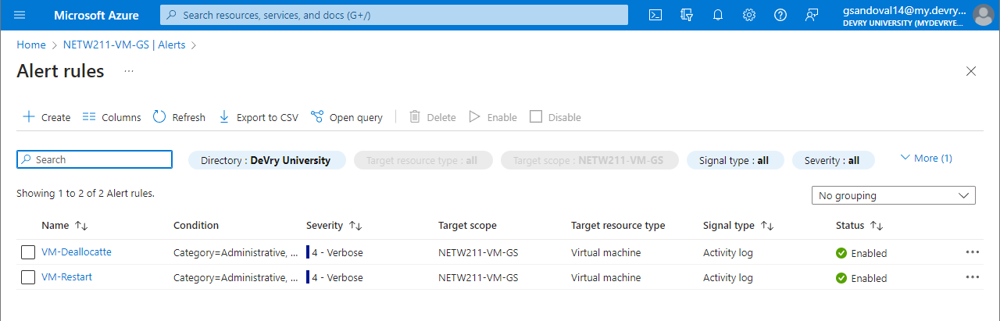 Microsoft Azure
Search resources, services, and docs (G+/)
gsandoval14@my.devry...
DEVRY UNIVERSITY (MYDEVRYE...
Home > NETW211-VM-GS | Alerts >
Alert rules ...
Create Columns Refresh Export to CSV Open query Delete Enable Disable
Search Directory : DeVry University Target resource type : all Target scope : NETW211-VM-GS Signal type : all Severity : all More (1)
Showing 1 to 2 of 2 Alert rules.
No grouping
Name ↑↓ Condition Severity ↑↓ Target scope Target resource type Signal type ↑↓ Status ↑↓
VM-Deallocatte Category=Administrative, ... 4 - Verbose NETW211-VM-GS Virtual machine Activity log Enabled ...
VM-Restart Category=Administrative, ... 4 - Verbose NETW211-VM-GS Virtual machine Activity log Enabled ...